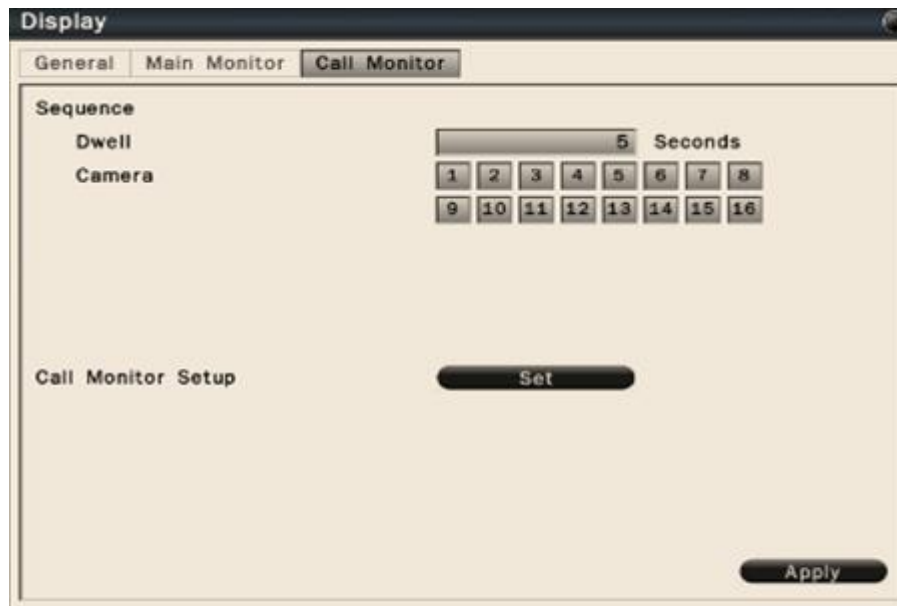 Display
General Main Monitor Call Monitor
Sequence
Dwell 5 Seconds
Camera 1 2 3 4 5 6 7 8
9 10 11 12 13 14 15 16
Call Monitor Setup Set
Apply